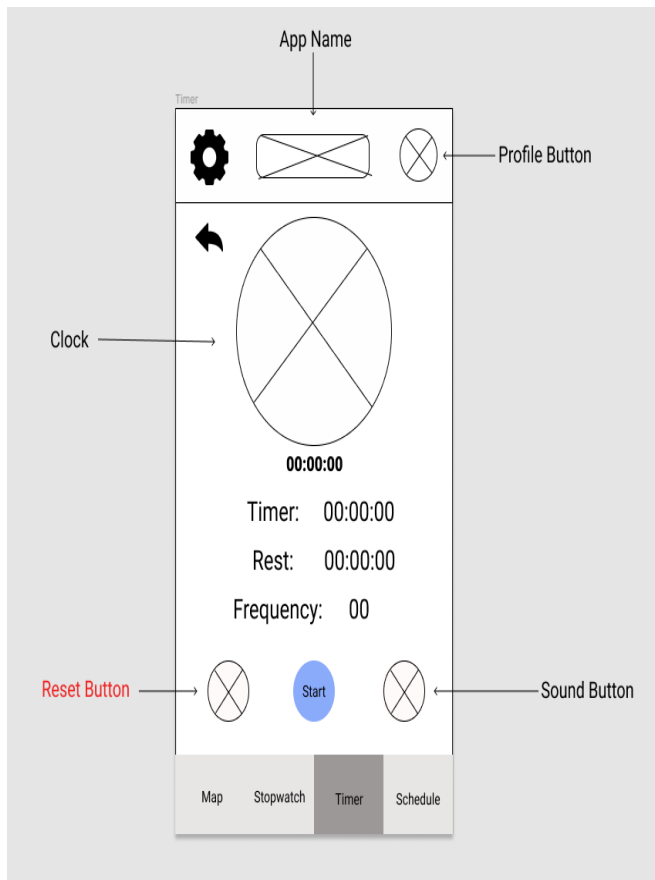 App Name
Timer
Profile Button
Clock
00:00:00
Timer: 00:00:00
Rest: 00:00:00
Frequency: 00
Reset Button
Start
Sound Button
Map Stopwatch Timer Schedule